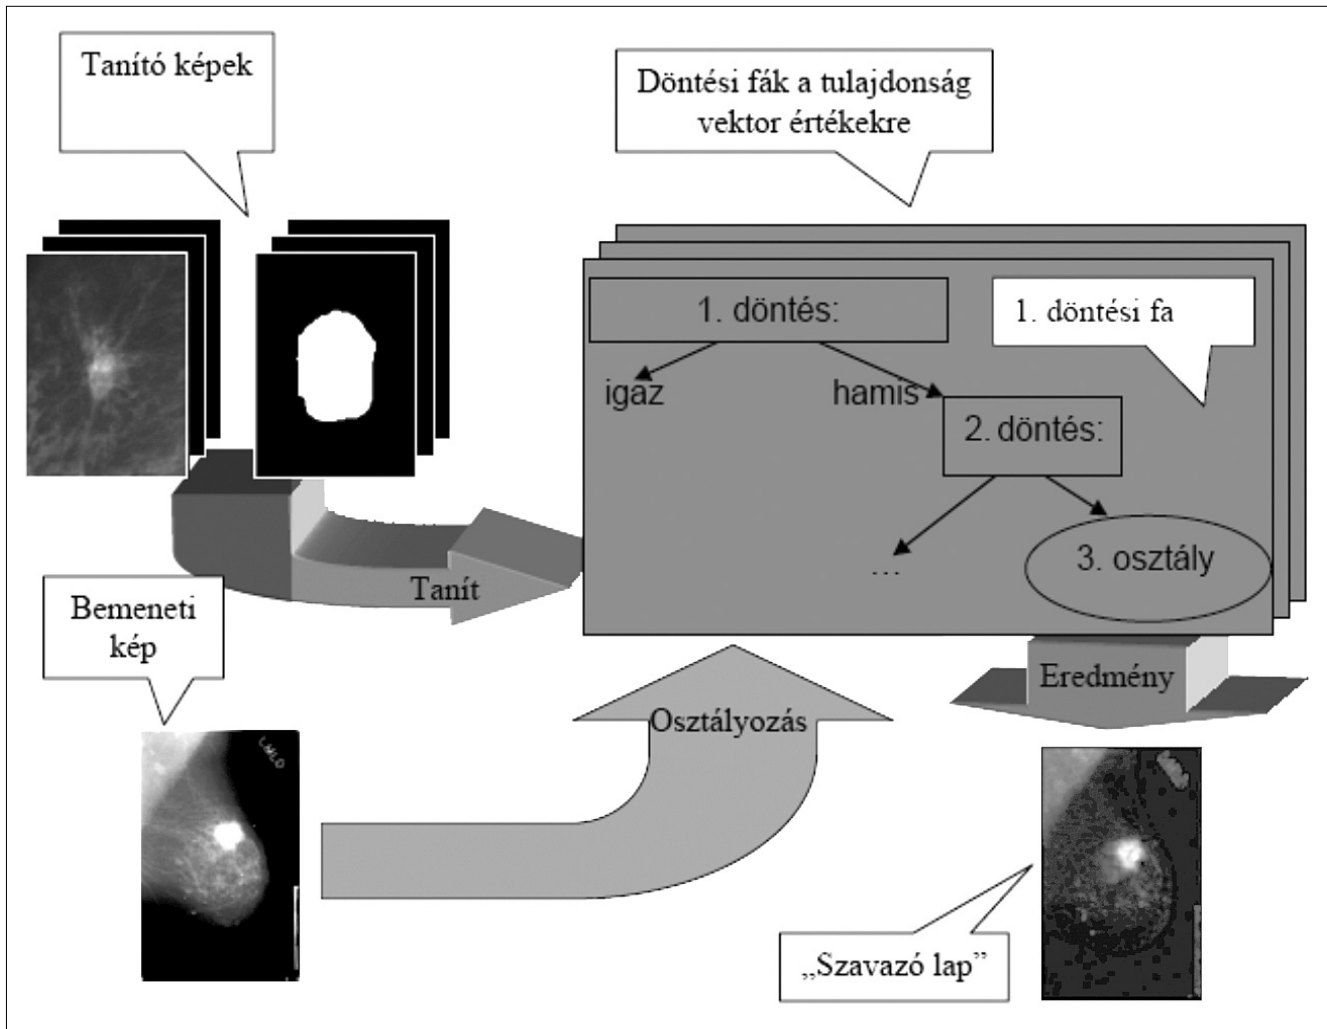 Tanító képek
Döntési fák a tulajdonság
vektor értékekre
1. döntés:
1. döntési fa
igaz
hamis
2. döntés:
...
3. osztály
Tanít
Bemeneti
kép
Eredmény
Osztályozás
„Szavazó lap”